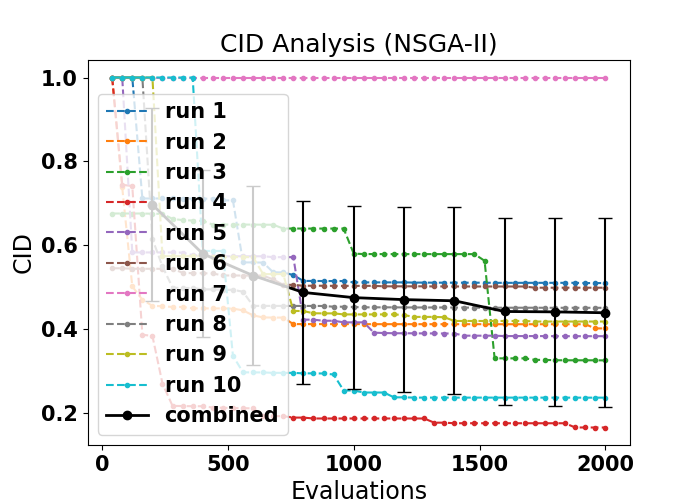 CID Analysis (NSGA-II)
1.0
0.8
0.6
0.4
0.2
CID
run 1
run 2
run 3
run 4
run 5
run 6
run 7
run 8
run 9
run 10
combined
0
500
1000
1500
2000
Evaluations